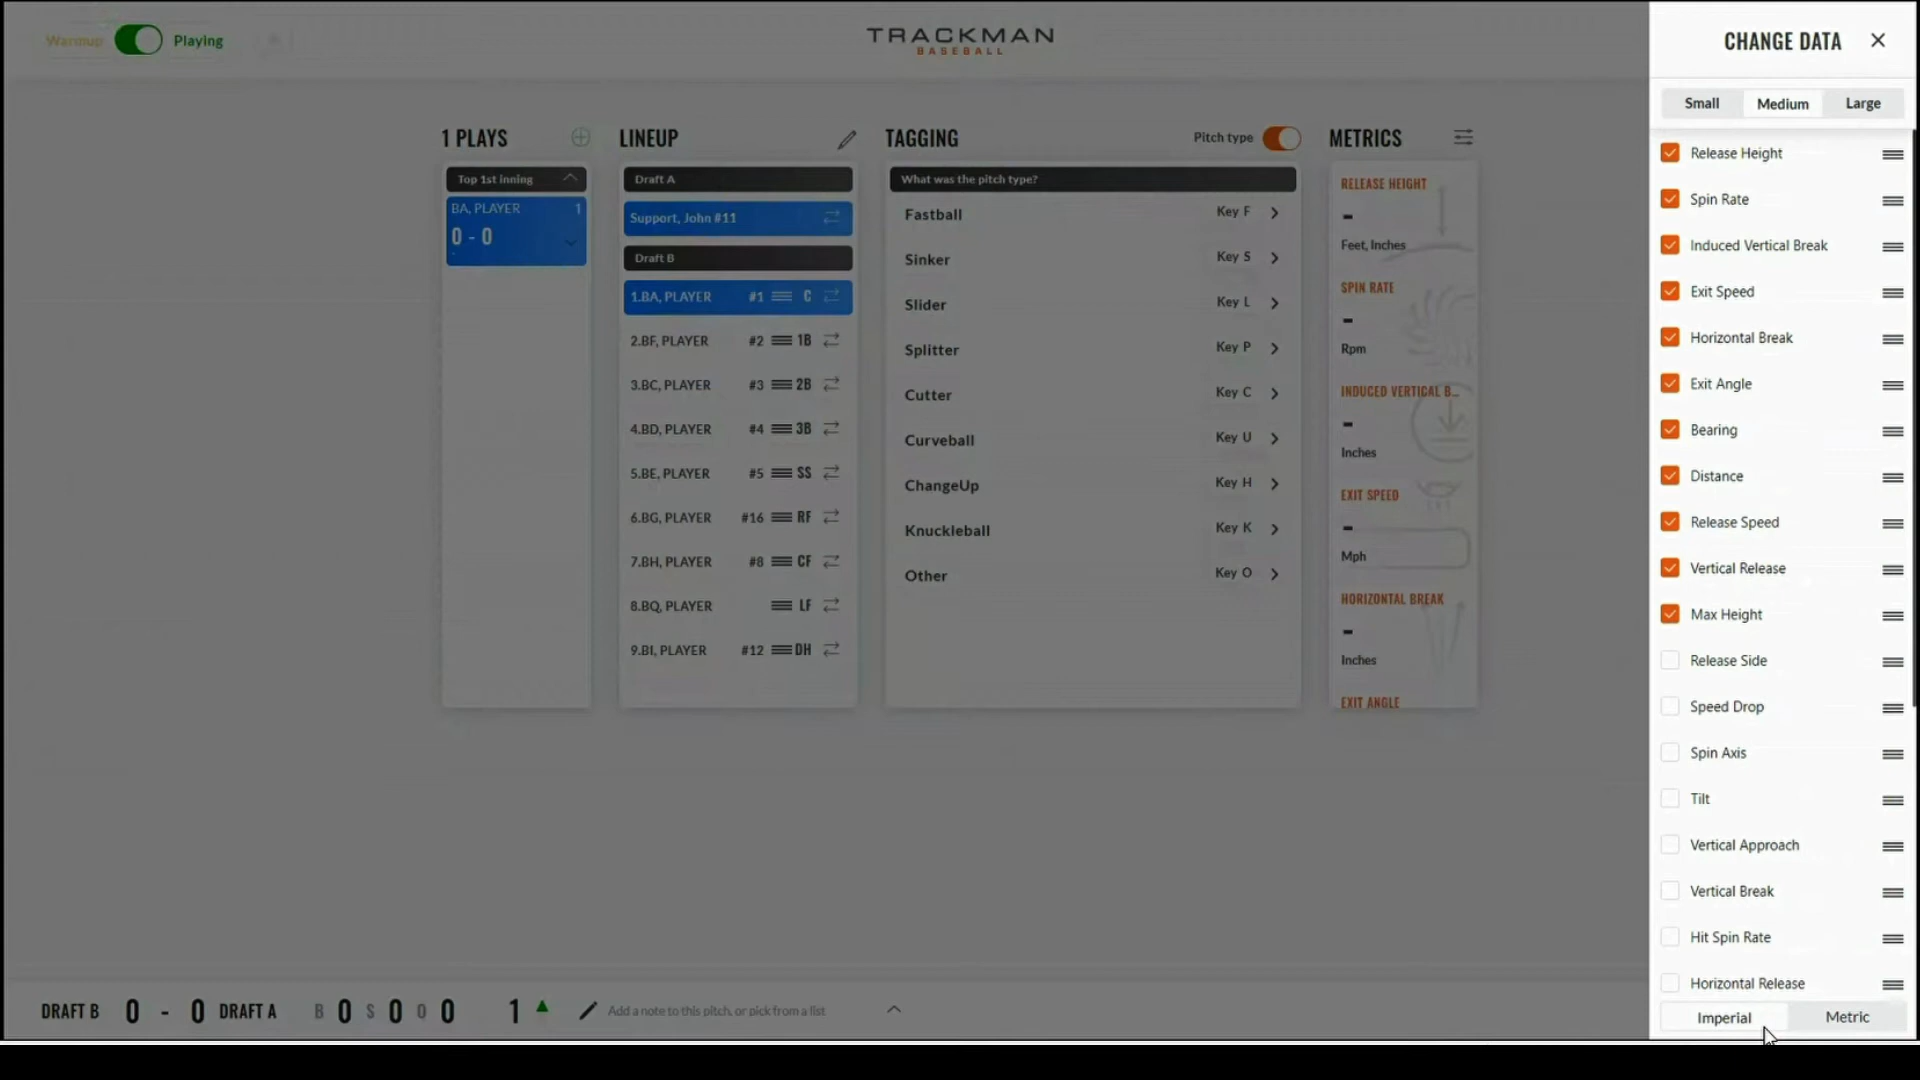 Warmup Playing
TRACKMAN
BASEBALL
CHANGE DATA
Small Medium Large
1 PLAYS
Top 1st inning
BA, PLAYER 1
0 - 0
LINEUP
Draft A
Support, John #11
Draft B
1.BA, PLAYER #1 C
2.BF, PLAYER #2 1B
3.BC, PLAYER #3 2B
4.BD, PLAYER #4 3B
5.BE, PLAYER #5 SS
6.BG, PLAYER #16 RF
7.BH, PLAYER #8 CF
8.BQ, PLAYER LF
9.BI, PLAYER #12 DH
TAGGING Pitch type
What was the pitch type?
Fastball Key F
Sinker Key S
Slider Key L
Splitter Key P
Cutter Key C
Curveball Key U
ChangeUp Key H
Knuckleball Key K
Other Key O
METRICS
RELEASE HEIGHT
-
Feet, Inches
SPIN RATE
-
Rpm
INDUCED VERTICAL B...
-
Inches
EXIT SPEED
-
Mph
HORIZONTAL BREAK
-
Inches
EXIT ANGLE
Release Height
Spin Rate
Induced Vertical Break
Exit Speed
Horizontal Break
Exit Angle
Bearing
Distance
Release Speed
Vertical Release
Max Height
Release Side
Speed Drop
Spin Axis
Tilt
Vertical Approach
Vertical Break
Hit Spin Rate
Horizontal Release
Imperial Metric
DRAFT B 0 - 0 DRAFT A B 0 S 0 O 0 1 Add a note to this pitch, or pick from a list